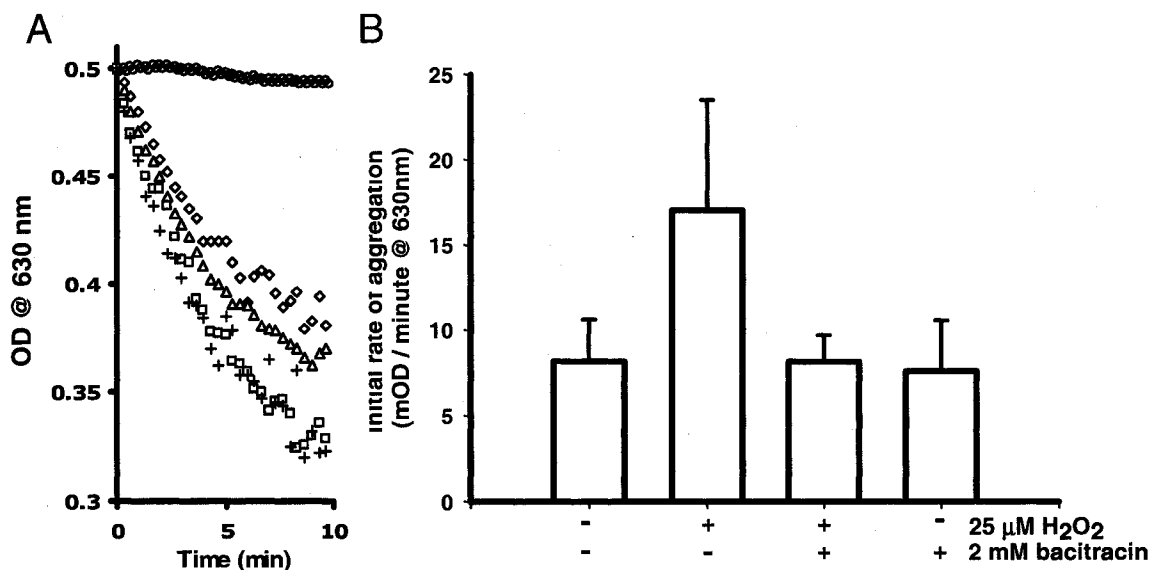 A
B
0.5
0.45
0.4
0.35
0.3
OD @ 630 nm
0 5 10
Time (min)
25
20
15
10
5
0
Initial rate of aggregation
(mOD / minute @ 630nm)
- + + - 25 µM H₂O₂
- - + + 2 mM bacitracin